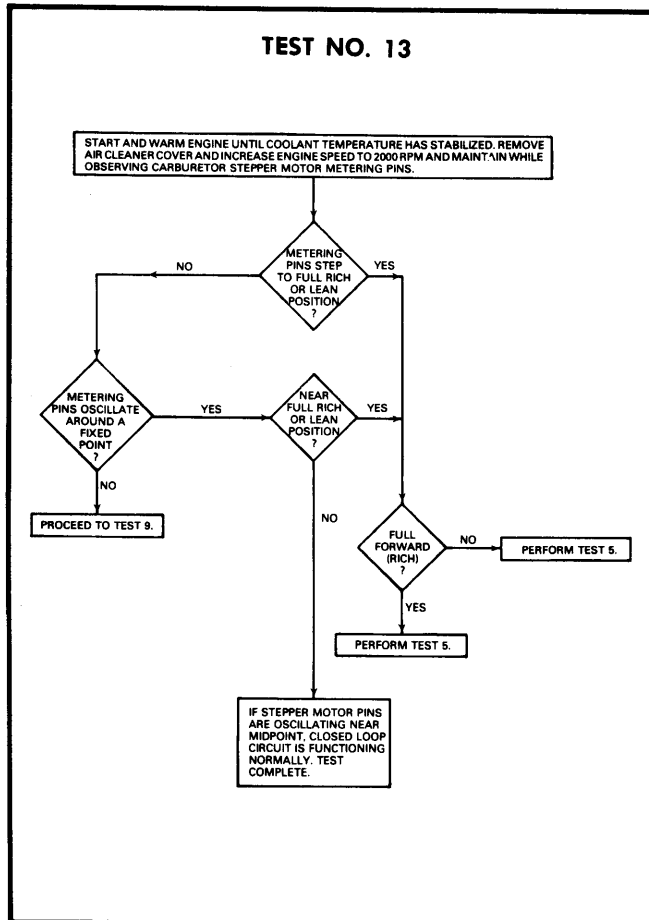 TEST NO. 13
START AND WARM ENGINE UNTIL COOLANT TEMPERATURE HAS STABILIZED. REMOVE
AIR CLEANER COVER AND INCREASE ENGINE SPEED TO 2000 RPM AND MAINTAIN WHILE
OBSERVING CARBURETOR STEPPER MOTOR METERING PINS.
METERING
PINS STEP
TO FULL RICH
OR LEAN
POSITION
?
NO
YES
METERING
PINS OSCILLATE
AROUND A
FIXED
POINT
?
YES
NEAR
FULL RICH
OR LEAN
POSITION
?
YES
NO
PROCEED TO TEST 9.
NO
FULL
FORWARD
(RICH)
?
NO
PERFORM TEST 5.
YES
PERFORM TEST 5.
IF STEPPER MOTOR PINS
ARE OSCILLATING NEAR
MIDPOINT, CLOSED LOOP
CIRCUIT IS FUNCTIONING
NORMALLY. TEST
COMPLETE.